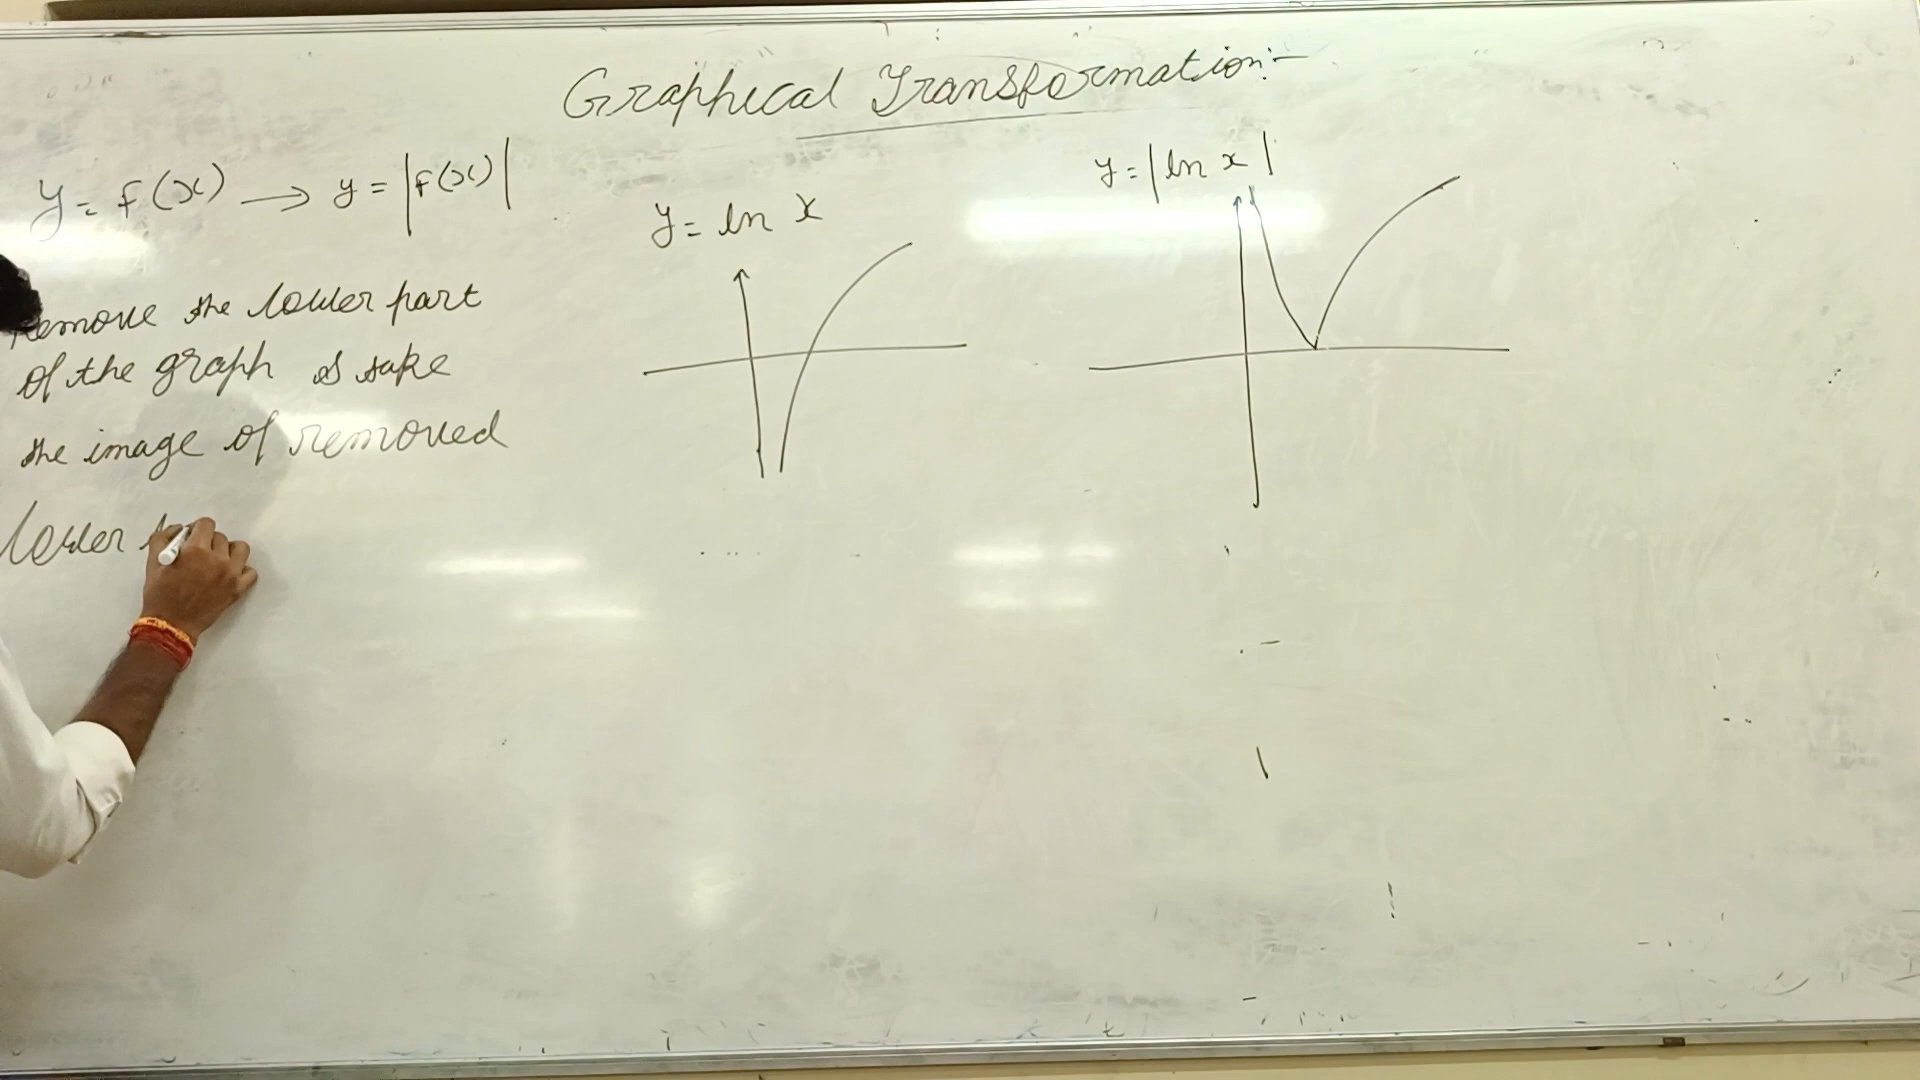 Graphical Transformation:-
y = f(x) → y = |f(x)|
Remove the lower part
of the graph & take
the image of removed
lower
y = ln x
y = |ln x|